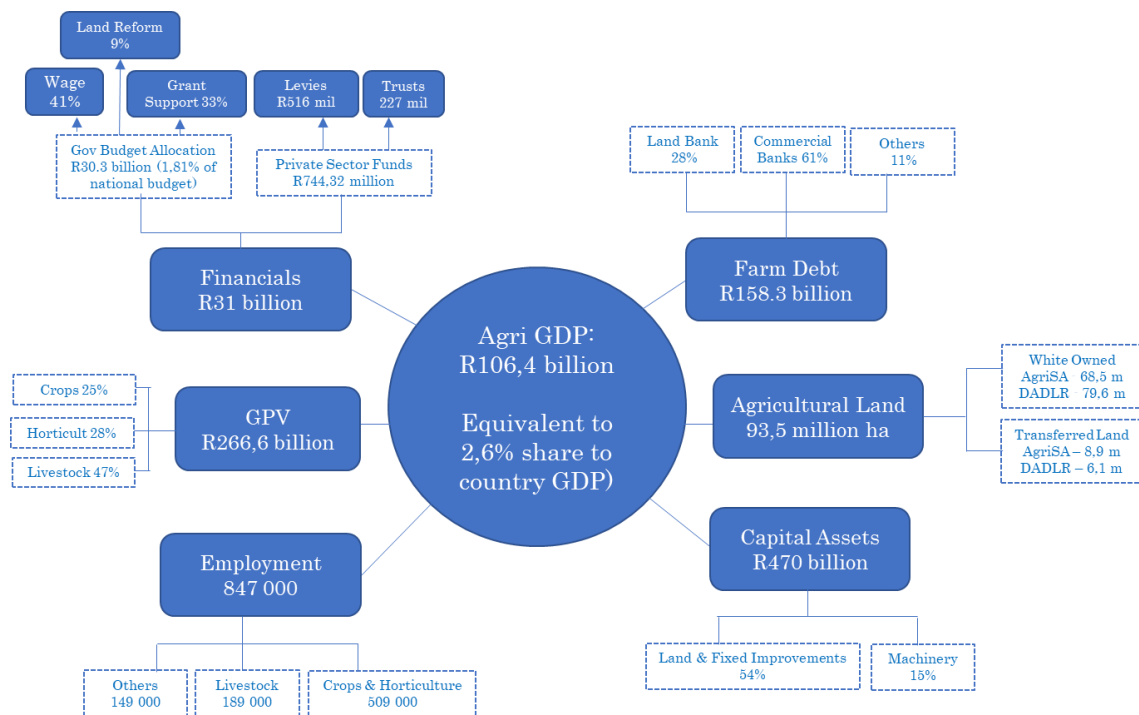 Land Reform
9%
Wage
41%
Grant
Support 33%
Levies
R516 mil
Trusts
227 mil
Gov Budget Allocation
R30.3 billion (1,81% of
national budget)
Private Sector Funds
R744,32 million
Financials
R31 billion
Land Bank
28%
Commercial
Banks 61%
Others
11%
Farm Debt
R158.3 billion
Agri GDP:
R106,4 billion
Equivalent to
2,6% share to
country GDP)
Crops 25%
Horticult 28%
Livestock 47%
GPV
R266,6 billion
Agricultural Land
93,5 million ha
White Owned
AgriSA - 68,5 m
DADLR - 79,6 m
Transferred Land
AgriSA – 8,9 m
DADLR – 6.1 m
Employment
847 000
Others
149 000
Livestock
189 000
Crops & Horticulture
509 000
Capital Assets
R470 billion
Land & Fixed Improvements
54%
Machinery
15%